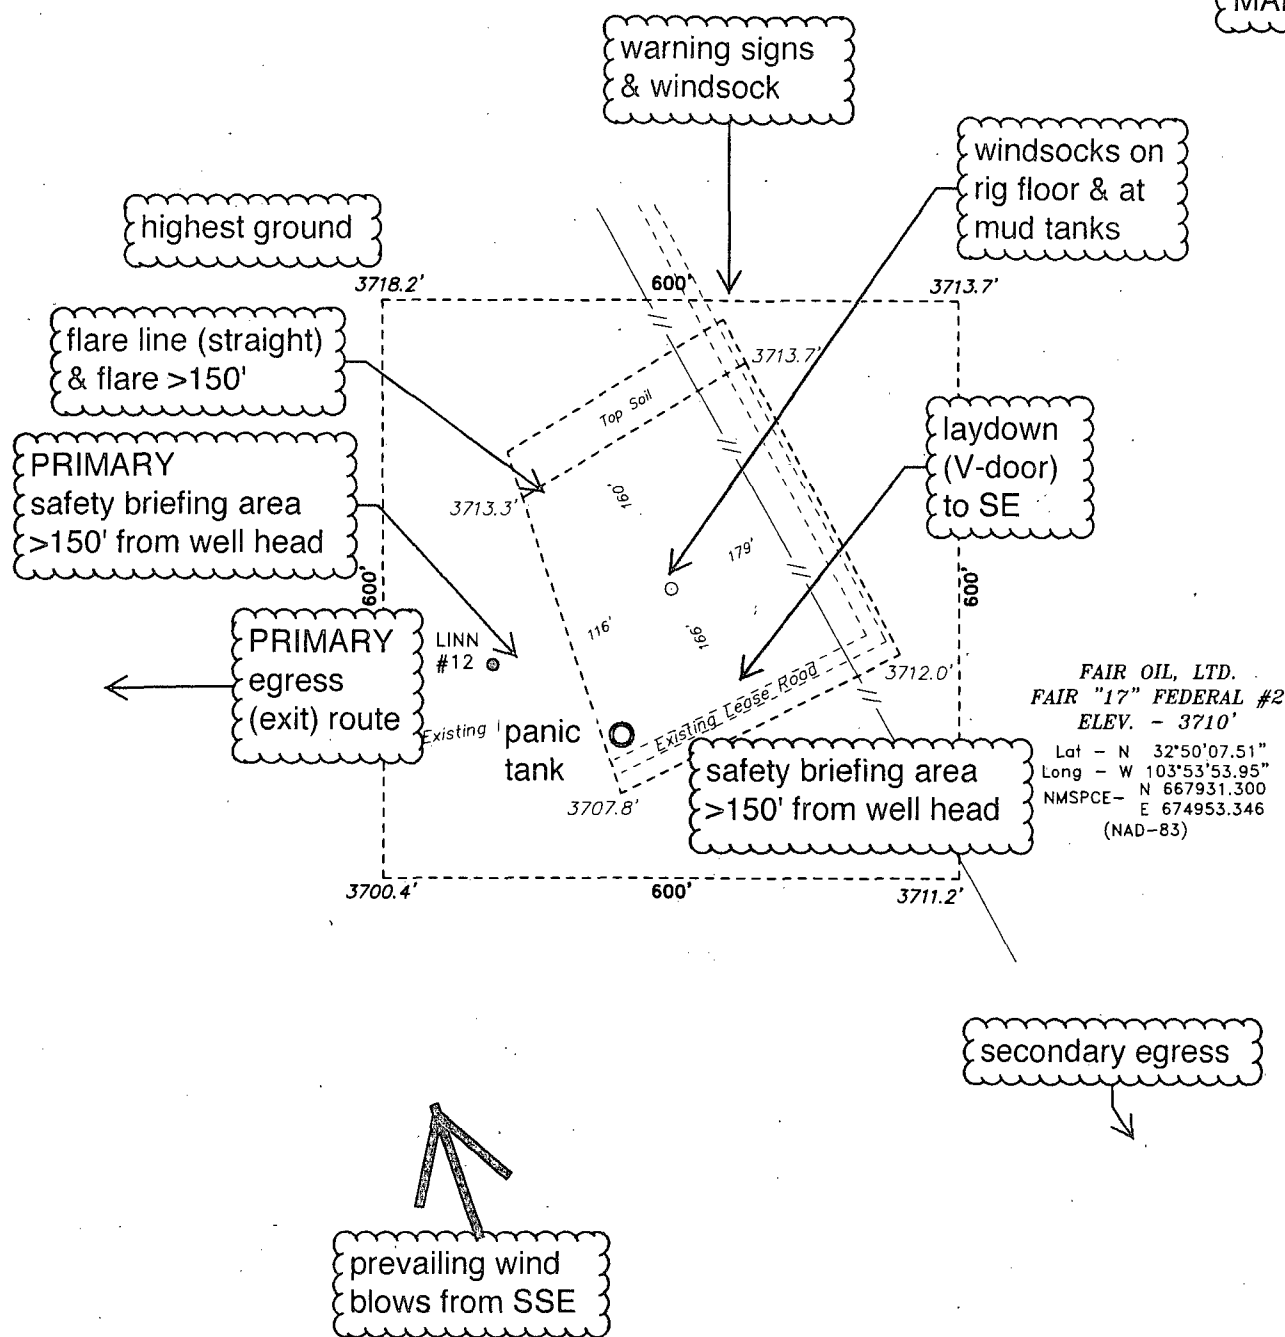 warning signs
& windsock
windsocks on
rig floor & at
mud tanks
highest ground
3718.2'
600'
3713.7'
flare line (straight)
& flare >150'
3713.7'
Top Soil
laydown
(V-door)
to SE
PRIMARY
safety briefing area
>150' from well head
3713.3'
160'
179'
600'
600'
116'
166'
PRIMARY
egress
(exit) route
LINN
#12
Existing
panic
tank
Existing Lease Road
3712.0'
3707.8'
safety briefing area
>150' from well head
FAIR OIL, LTD.
FAIR "17" FEDERAL #2
ELEV. - 3710'
Lat - N 32°50'07.51"
Long - W 103°53'53.95"
NMSPCE- N 667931.300
E 674953.346
(NAD-83)
3700.4'
600'
3711.2'
secondary egress
prevailing wind
blows from SSE